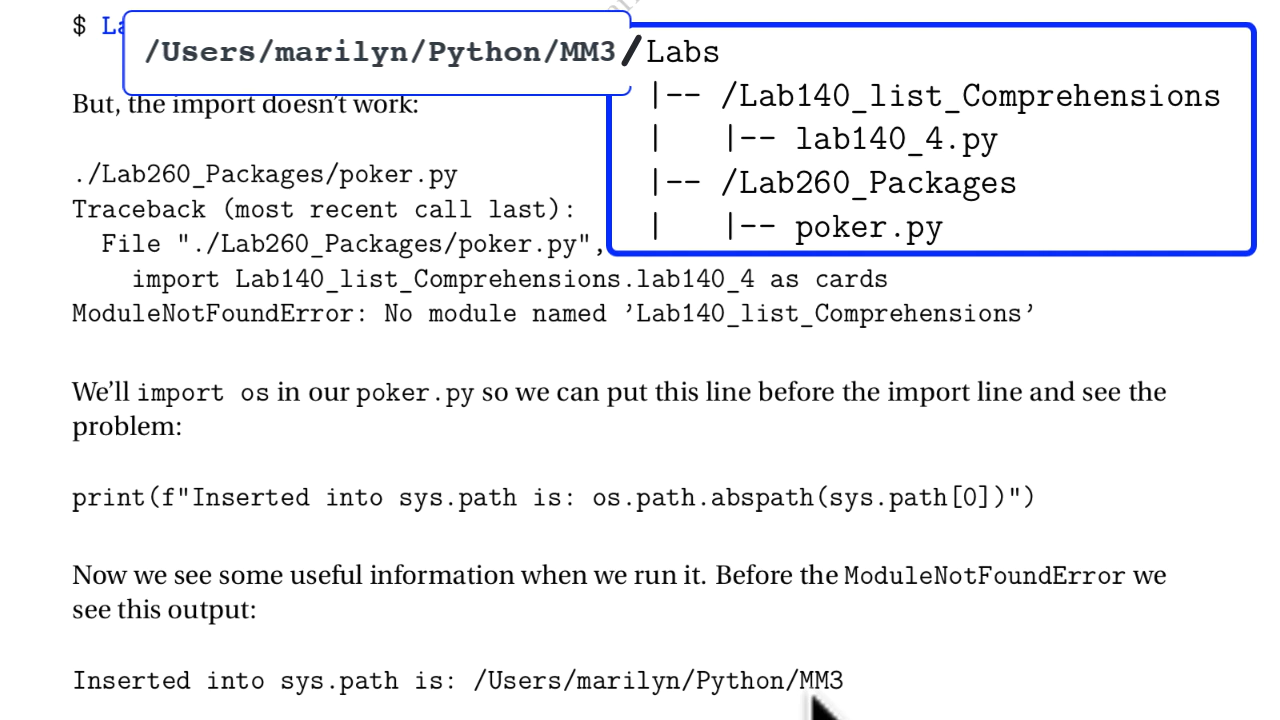 $ La
/Users/marilyn/Python/MM3/Labs
|-- /Lab140_list_Comprehensions
|   |-- lab140_4.py
|-- /Lab260_Packages
|   |-- poker.py
But, the import doesn't work:
./Lab260_Packages/poker.py
Traceback (most recent call last):
  File "./Lab260_Packages/poker.py",
    import Lab140_list_Comprehensions.lab140_4 as cards
ModuleNotFoundError: No module named ’Lab140_list_Comprehensions’
We'll import os in our poker.py so we can put this line before the import line and see the
problem:
print(f"Inserted into sys.path is: os.path.abspath(sys.path[0])")
Now we see some useful information when we run it. Before the ModuleNotFoundError we
see this output:
Inserted into sys.path is: /Users/marilyn/Python/MM3